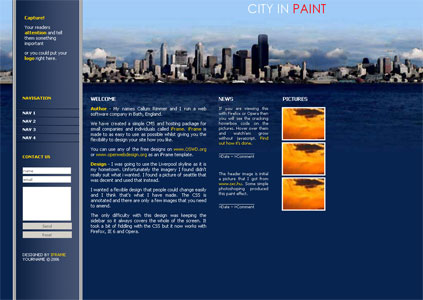 CITY IN PAINT
Capture!
Your readers
attention and tell
them something
important
or you could put your
logo right here.
NAVIGATION
NAV 1
NAV 2
NAV 3
NAV 4
CONTACT US
name
email
Send
Reset
DESIGNED BY IFRAME
YOURNAME © 2006
WELCOME
Author - My names Callum Rimmer and I run a web
software company in Bath, England.
We have created a simple CMS and hosting package for
small companies and individuals called iframe. iframe is
made to as easy to use as possible whilst giving you the
flexibility to design your site how you like.
You can use any of the free designs on www.OSWD.org
or www.openwebdesign.org as an iframe template.
Design - I was going to use the Liverpool skyline as it is
my hometown. Unfortunately the imagery I found didn't
really suit what I wanted. I found a picture of seattle that
was decent and used that instead.
I wanted a flexible design that people could change easily
and I think that's what I have made. The CSS is
annotated and there are only a few images that you need
to amend.
The only difficulty with this design was keeping the
sidebar so it always covers the whole of the screen. It
took a bit of fiddling with the CSS but it now works with
Firefox, IE 6 and Opera.
NEWS
If you are viewing this
with Firefox or Opera then
you will see the cracking
hoverbox code on the
pictures. Mover over them
and watch'em grow
without javascript. Find
out how it's done.
>Date - >Comment
The header image is initial
a picture that I got from
www.sxc.hu. Some simple
photoshoping produced
this paint effect.
>Date - >Comment
PICTURES